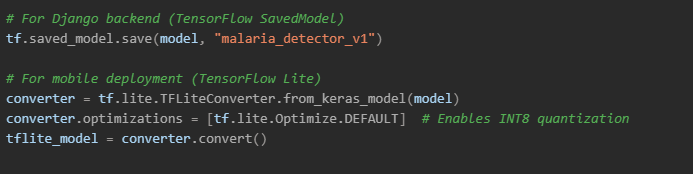 # For Django backend (TensorFlow SavedModel)
tf.saved_model.save(model, "malaria_detector_v1")
# For mobile deployment (TensorFlow Lite)
converter = tf.lite.TFLiteConverter.from_keras_model(model)
converter.optimizations = [tf.lite.Optimize.DEFAULT]  # Enables INT8 quantization
tflite_model = converter.convert()